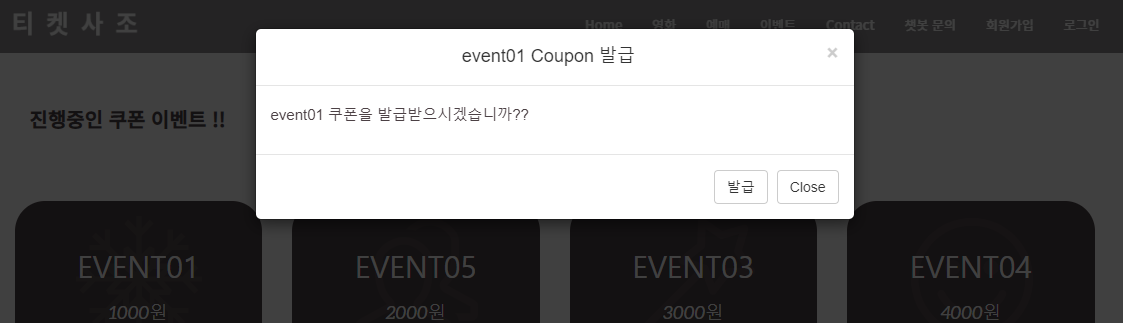 티 켓 사 조
Home 영화 예매 이벤트 Contact 챗봇 문의 회원가입 로그인
event01 Coupon 발급 ×
event01 쿠폰을 발급받으시겠습니까??
발급 Close
진행중인 쿠폰 이벤트 !!
EVENT01 EVENT05 EVENT03 EVENT04
1000원 2000원 3000원 4000원